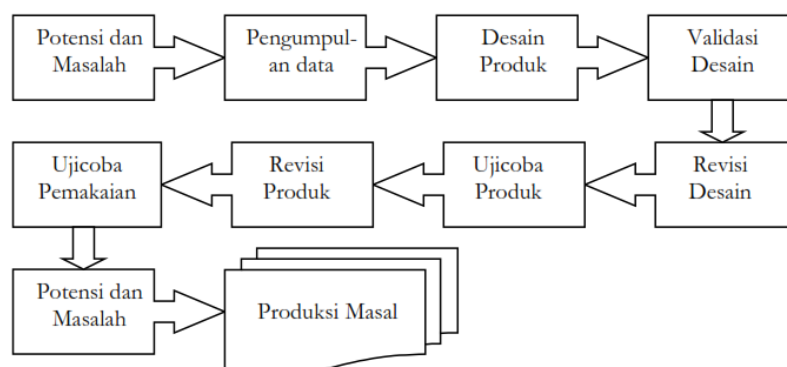 Potensi dan
Masalah
Pengumpul-
an data
Desain
Produk
Validasi
Desain
Revisi
Desain
Ujicoba
Produk
Revisi
Produk
Ujicoba
Pemakaian
Potensi dan
Masalah
Produksi Masal